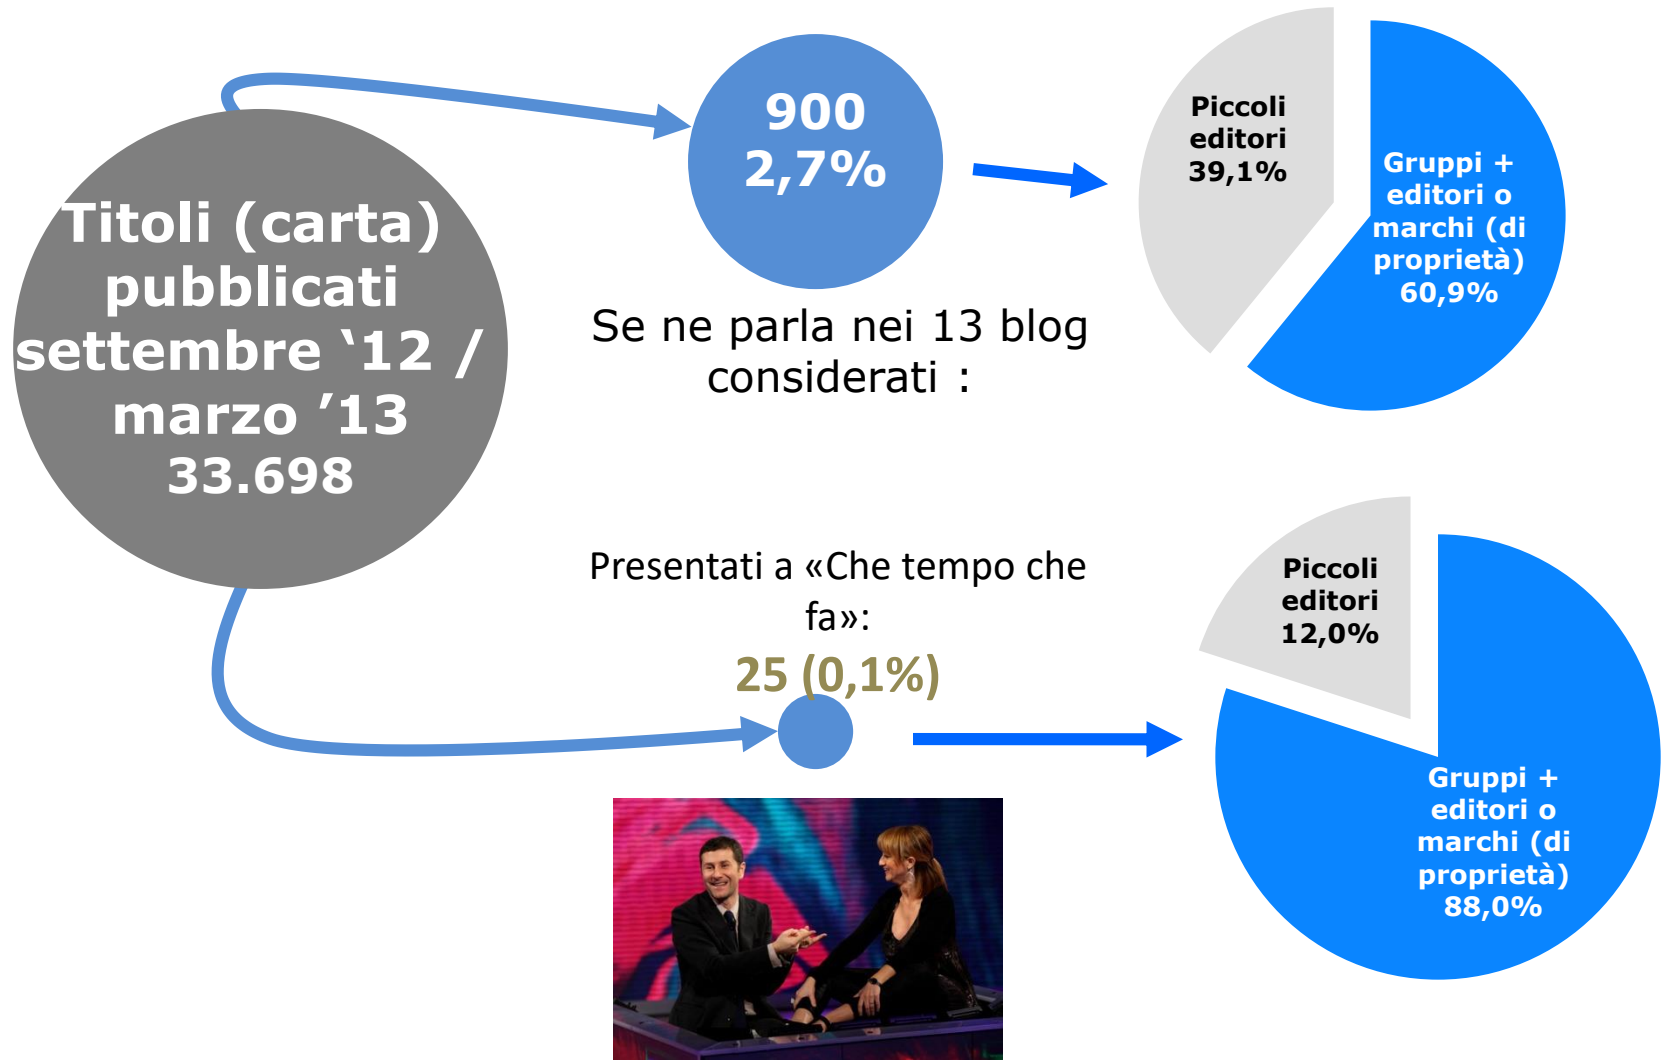 Titoli (carta)
pubblicati
settembre ‘12 /
marzo ’13
33.698
900
2,7%
Se ne parla nei 13 blog
considerati :
Piccoli
editori
39,1%
Gruppi +
editori o
marchi (di
proprietà)
60,9%
Presentati a «Che tempo che
fa»:
25 (0,1%)
Piccoli
editori
12,0%
Gruppi +
editori o
marchi (di
proprietà)
88,0%